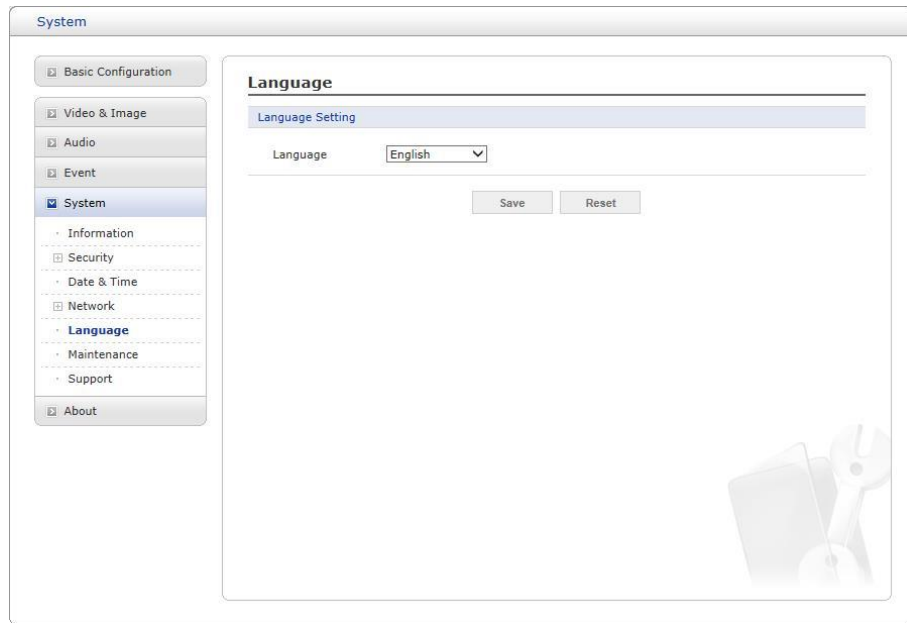 System
Basic Configuration
Video & Image
Audio
Event
System
Information
Security
Date & Time
Network
Language
Maintenance
Support
About
Language
Language Setting
Language English
Save Reset